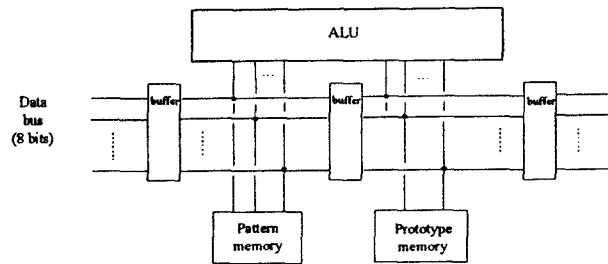 ALU
Data
bus
(8 bits)
buffer
buffer
buffer
Pattern
memory
Prototype
memory